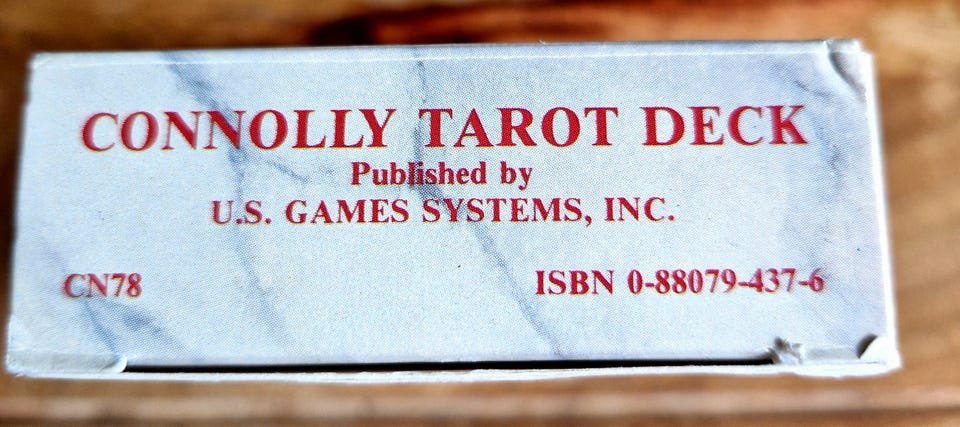 CONNOLLY TAROT DECK
Published by
U.S. GAMES SYSTEMS, INC.
CN78 ISBN 0-88079-437-6